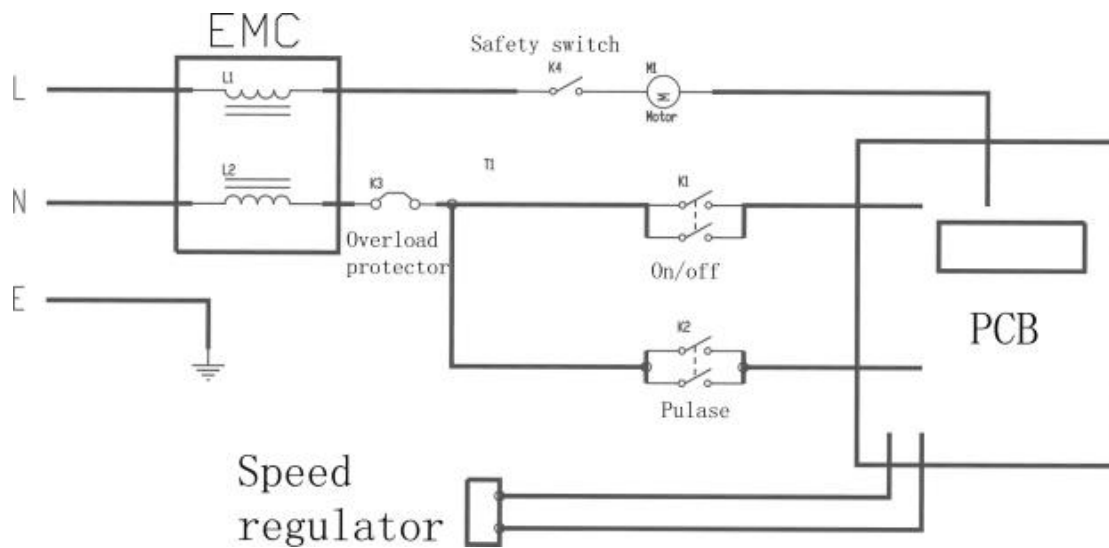 EMC
Safety switch
L
L1
K4
M1
M
Motor
N
L2
K3
T1
K1
Overload
protector
On/off
E
K2
PCB
Pulase
Speed
regulator